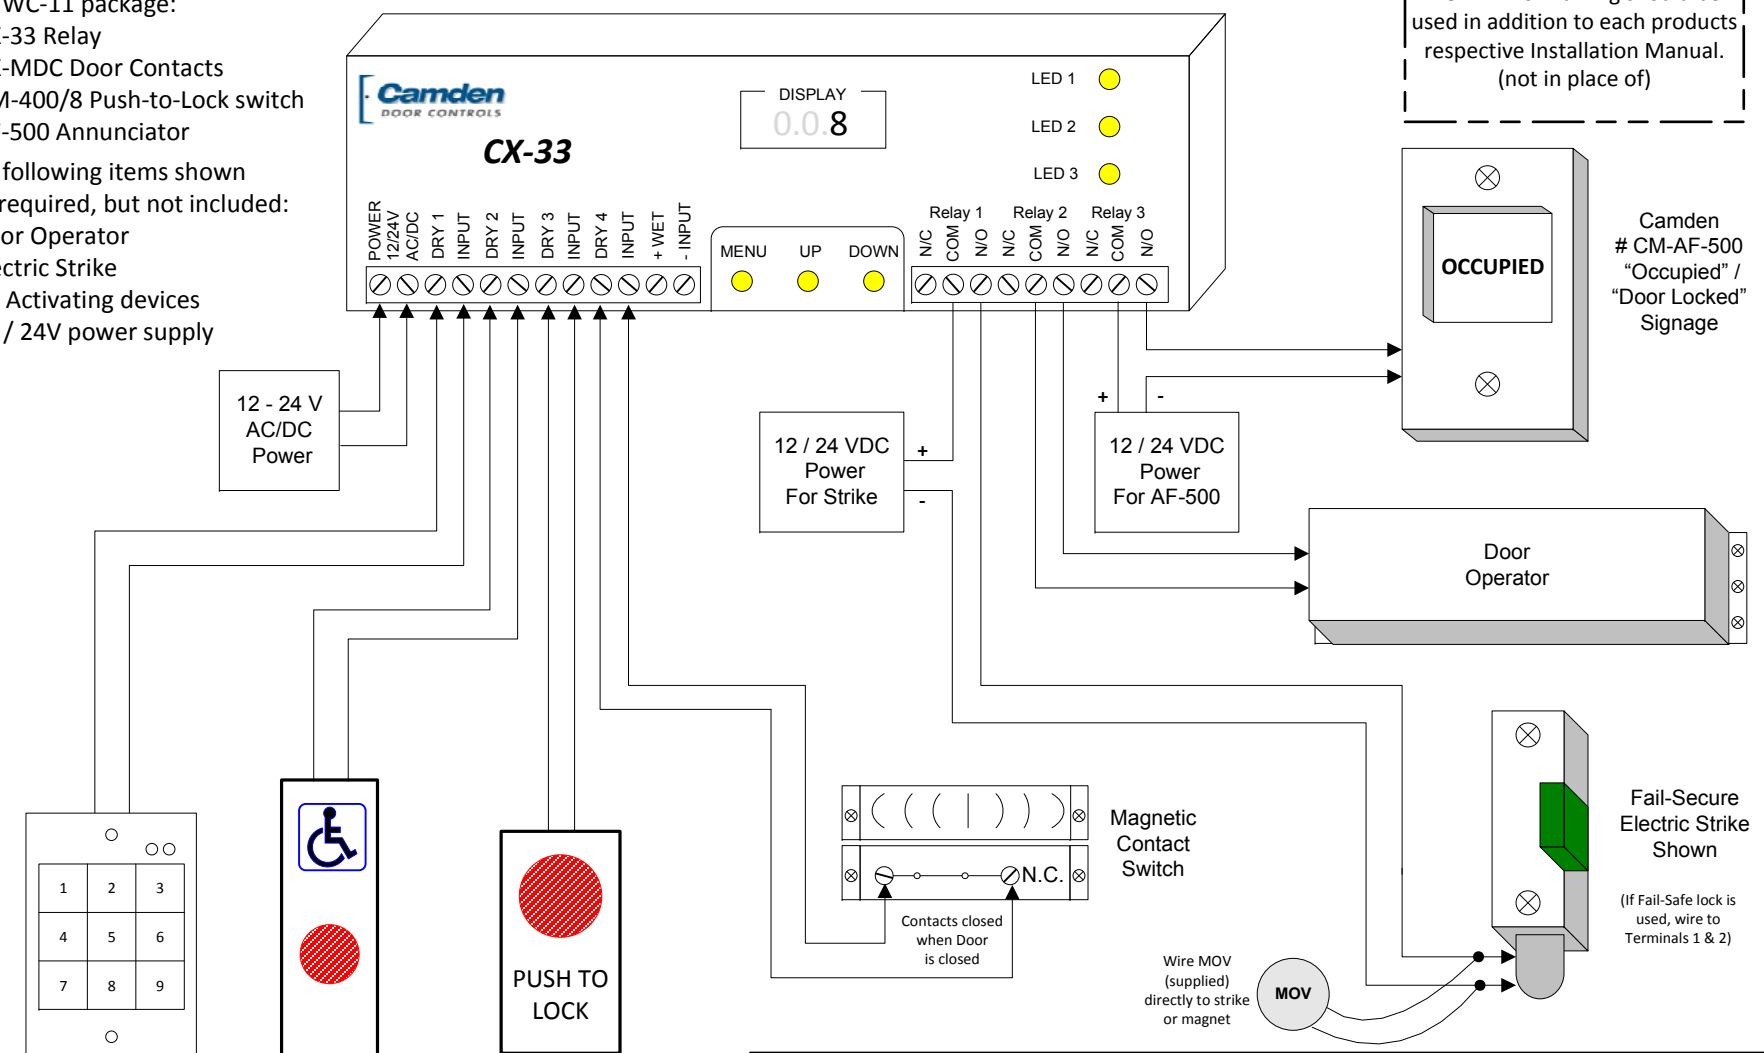 WC-11 package:
-33 Relay
-MDC Door Contacts
M-400/8 Push-to-Lock switch
-500 Annunciator
following items shown
required, but not included:
or Operator
ectric Strike
Activating devices
/ 24V power supply
used in addition to each products
respective Installation Manual.
(not in place of)
Camden
DOOR CONTROLS
CX-33
DISPLAY
0.0.8
LED 1
LED 2
LED 3
POWER
12/24V
AC/DC
DRY 1
INPUT
DRY 2
INPUT
DRY 3
INPUT
DRY 4
INPUT
+ WET
- INPUT
MENU
UP
DOWN
Relay 1
Relay 2
Relay 3
N/C
COM
N/O
N/C
COM
N/O
N/C
COM
N/O
OCCUPIED
Camden
# CM-AF-500
“Occupied” /
“Door Locked”
Signage
12 - 24 V
AC/DC
Power
12 / 24 VDC
Power
For Strike
+
-
12 / 24 VDC
Power
For AF-500
+
-
Door
Operator
Magnetic
Contact
Switch
N.C.
Contacts closed
when Door
is closed
Fail-Secure
Electric Strike
Shown
(If Fail-Safe lock is
used, wire to
Terminals 1 & 2)
Wire MOV
(supplied)
directly to strike
or magnet
MOV
1 2 3
4 5 6
7 8 9
PUSH TO
LOCK